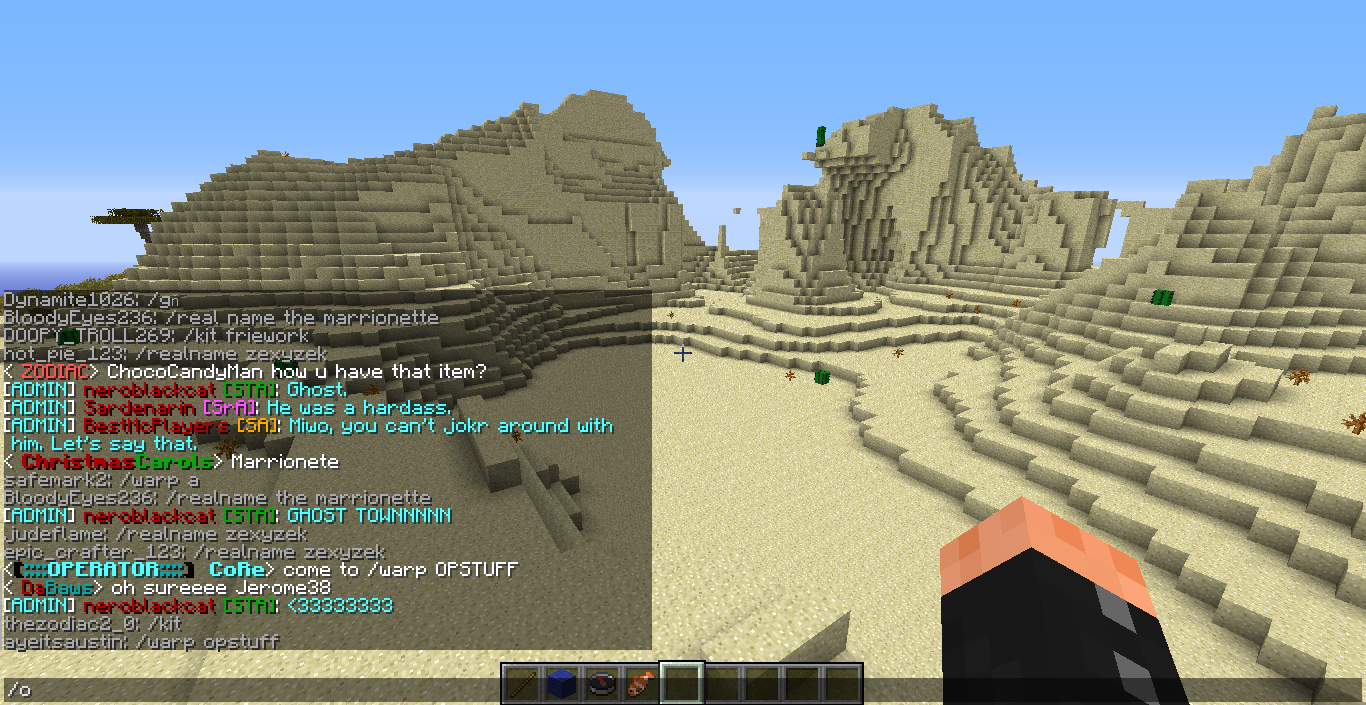 Dynamite1026: /gn
BloodyEyes236: /real name the marrionette
TROLL269: /kit friework
hot_pie_123: /realname zexyzek
< ZODIAC> ChocoCandyMan how u have that item?
[ADMIN] neroblackcat [STA]: Ghost.
[ADMIN] Sardenarin [SrA]: He was a hardass.
[ADMIN] BestMcPlayers [SA]: Miwo, you can't jokr around with
him. Let's say that.
< ChristmasCarols> Marrionete
safemark2: /warp a
BloodyEyes236: /realname the marrionette
[ADMIN] neroblackcat [STA]: GHOST TOWNNNNN
judeflame: /realname zexyzek
epic_crafter_123: /realname zexyzek
<[::::OPERATOR::::] CoRe> come to /warp OPSTUFF
< DaBaws> oh sureeee Jerome38
[ADMIN] neroblackcat [STA]: <33333333
thezodiac2_0: /kit
ayeitsaustin: /warp opstuff
/o